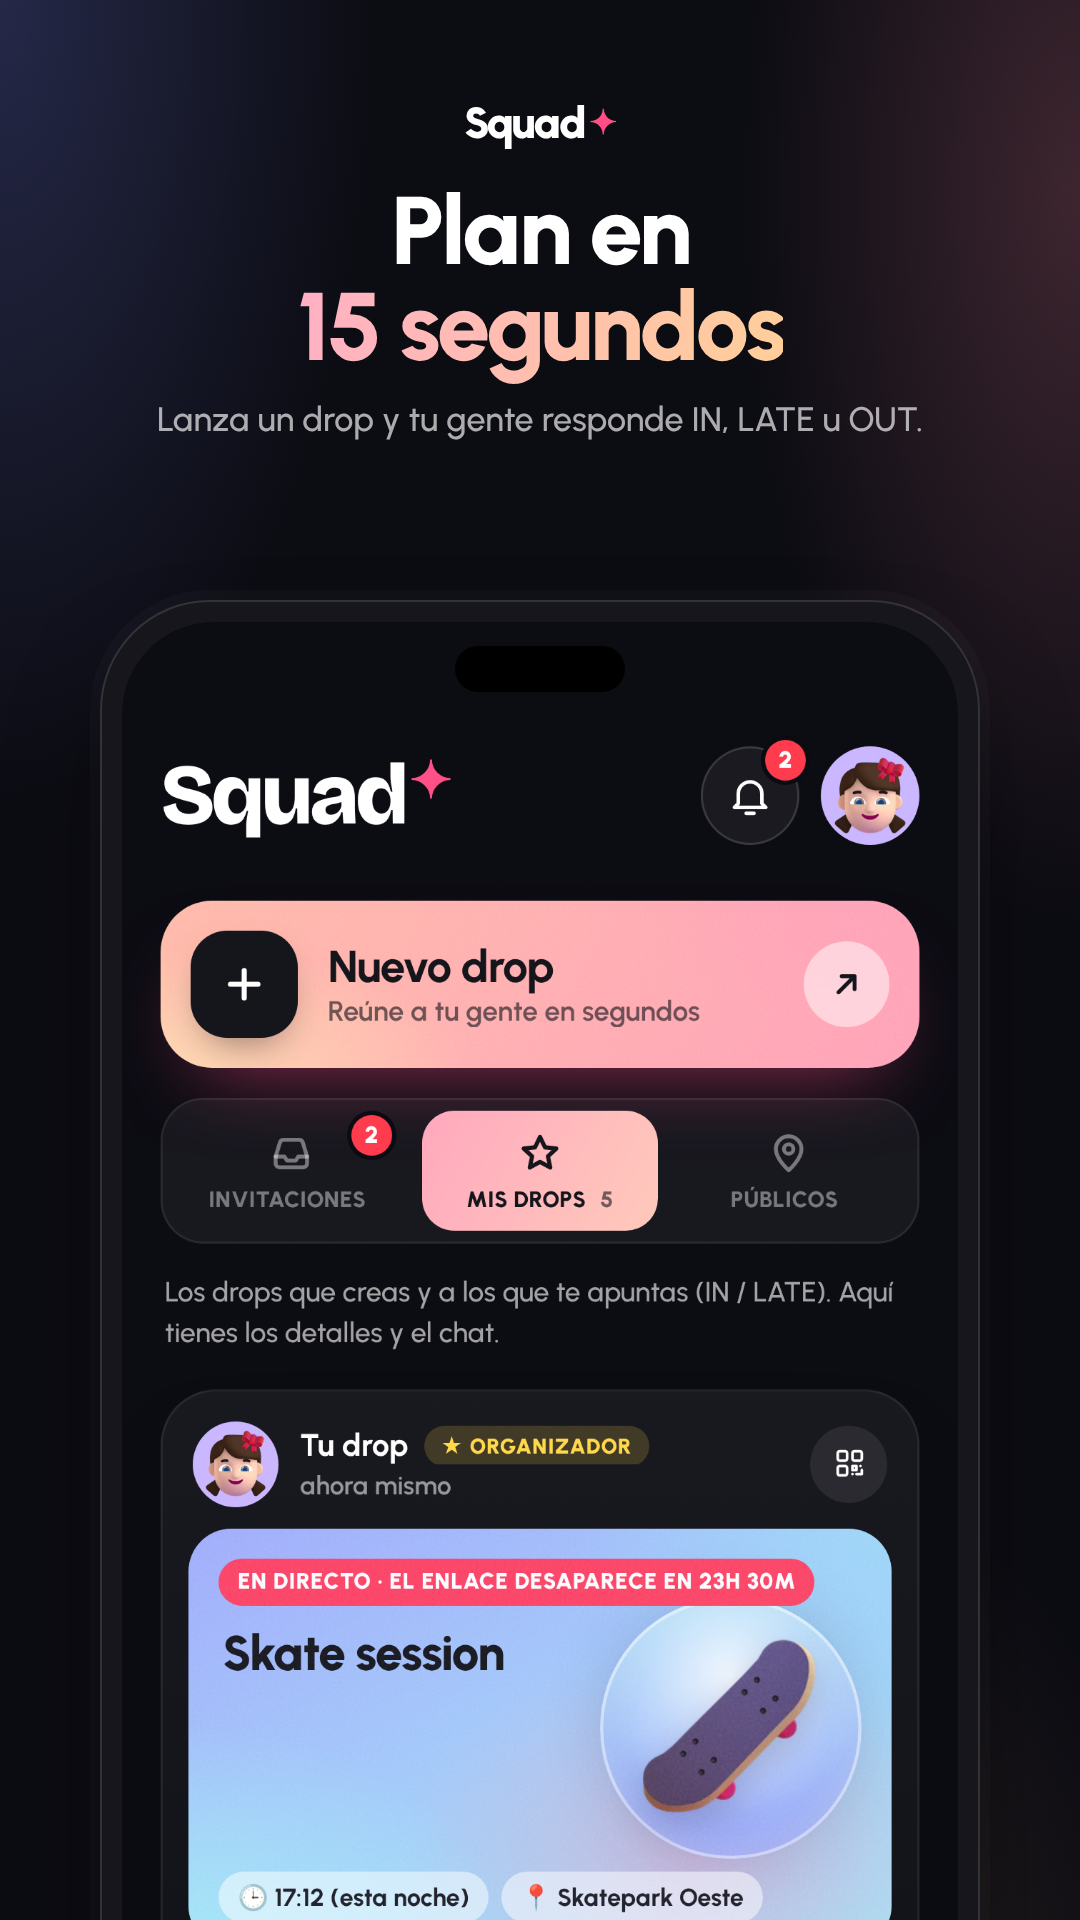 Squad
Plan en
15 segundos
Lanza un drop y tu gente responde IN, LATE u OUT.
Squad
2
Nuevo drop
Reúne a tu gente en segundos
2
INVITACIONES
MIS DROPS 5
PÚBLICOS
Los drops que creas y a los que te apuntas (IN / LATE). Aquí
tienes los detalles y el chat.
Tu drop ★ ORGANIZADOR
ahora mismo
EN DIRECTO · EL ENLACE DESAPARECE EN 23H 30M
Skate session
17:12 (esta noche)
Skatepark Oeste